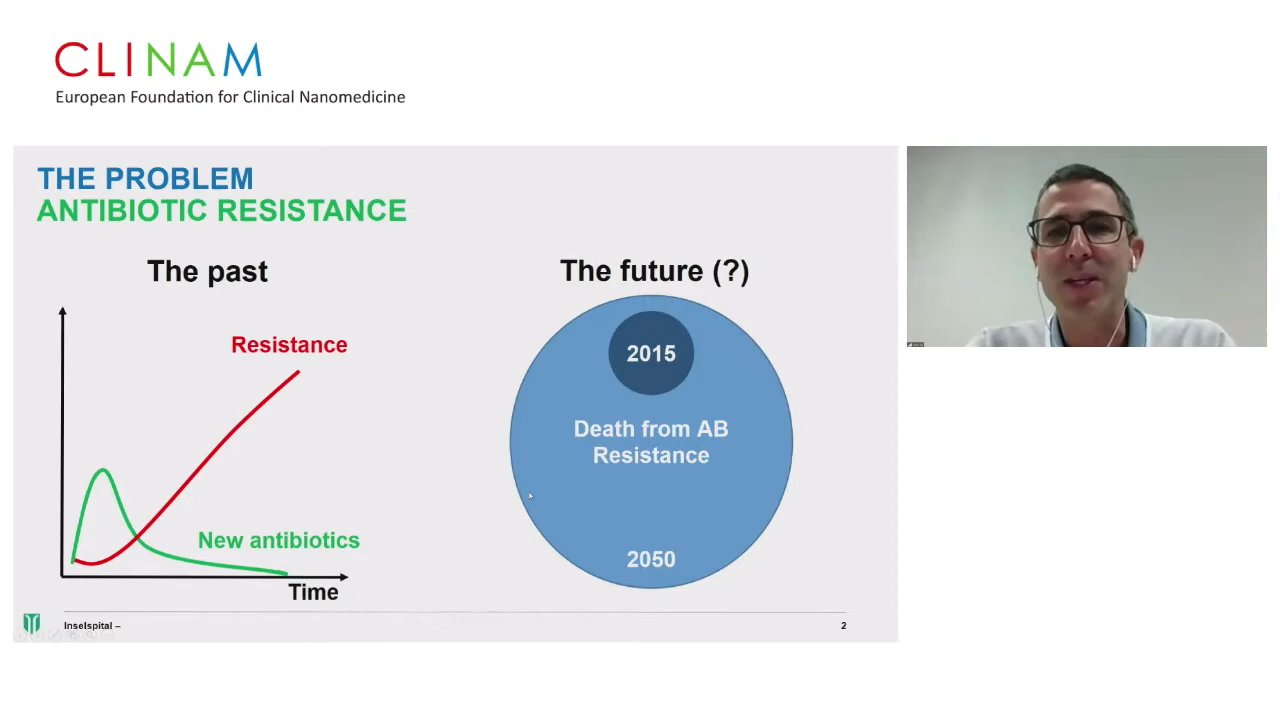 CLINAM
European Foundation for Clinical Nanomedicine
THE PROBLEM
ANTIBIOTIC RESISTANCE
The past
Resistance
New antibiotics
Time
The future (?)
2015
Death from AB
Resistance
2050
Inselspital –
2